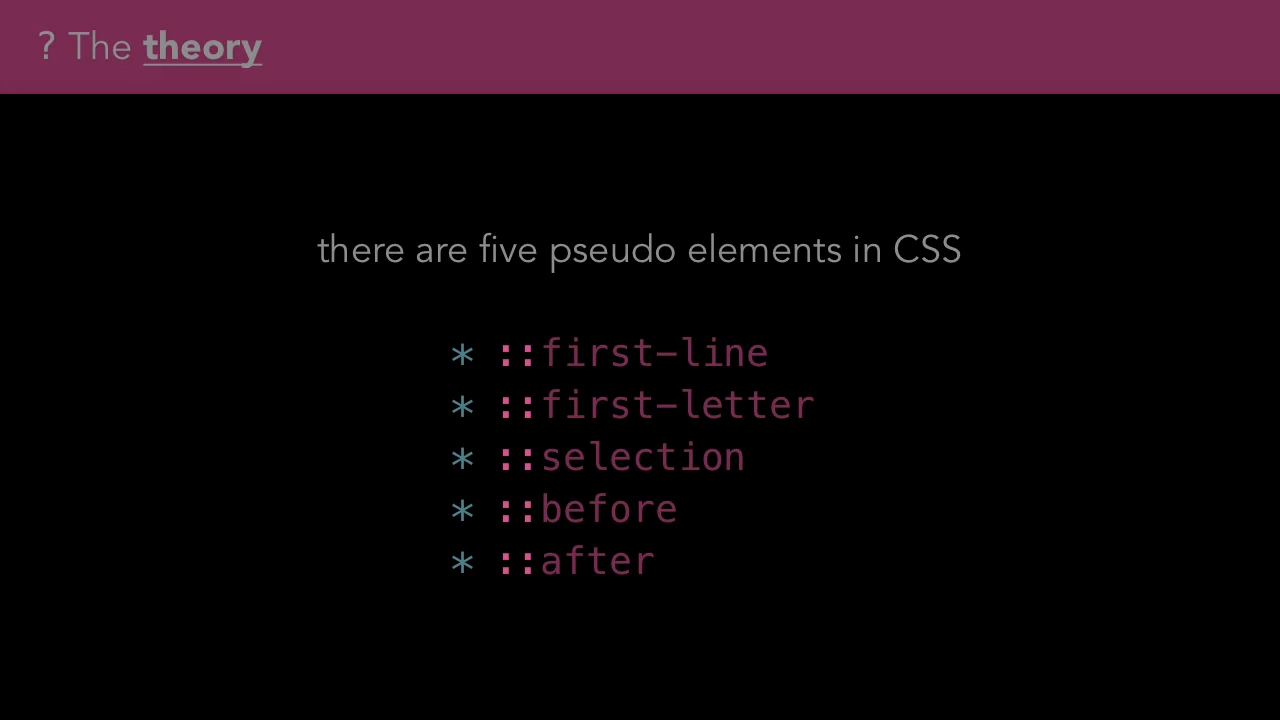 ? The theory
there are five pseudo elements in CSS
* ::first-line
* ::first-letter
* ::selection
* ::before
* ::after